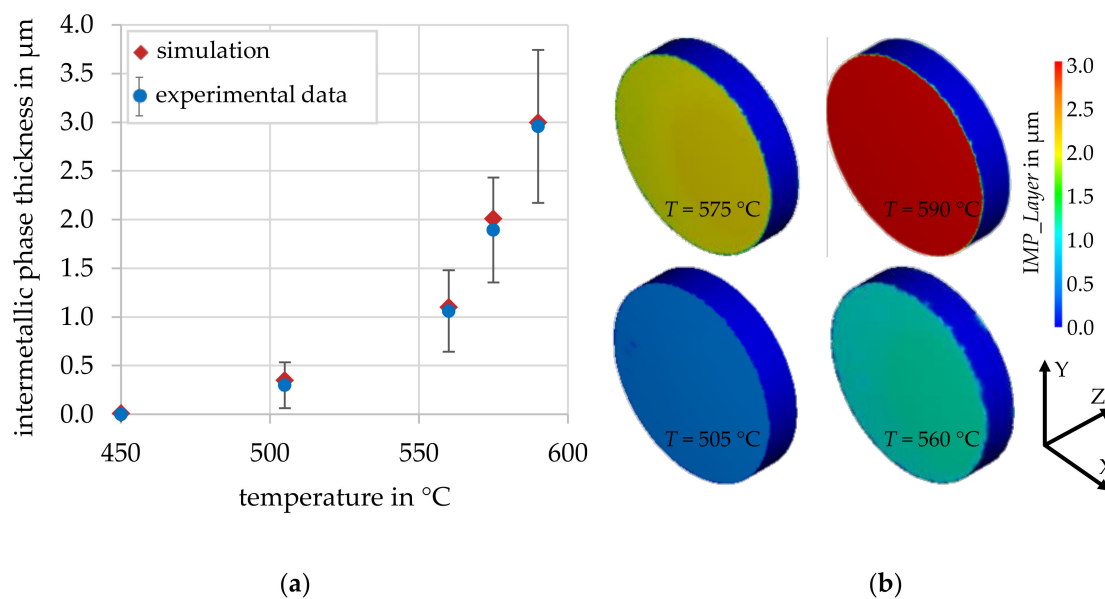 intermetallic phase thickness in µm
4.0
3.5
3.0
2.5
2.0
1.5
1.0
0.5
0.0
simulation
experimental data
450
500
550
600
temperature in °C
(a)
T = 575 °C
T = 590 °C
T = 505 °C
T = 560 °C
IMP_Layer in µm
3.0
2.5
2.0
1.5
1.0
0.0
Y
Z
X
(b)